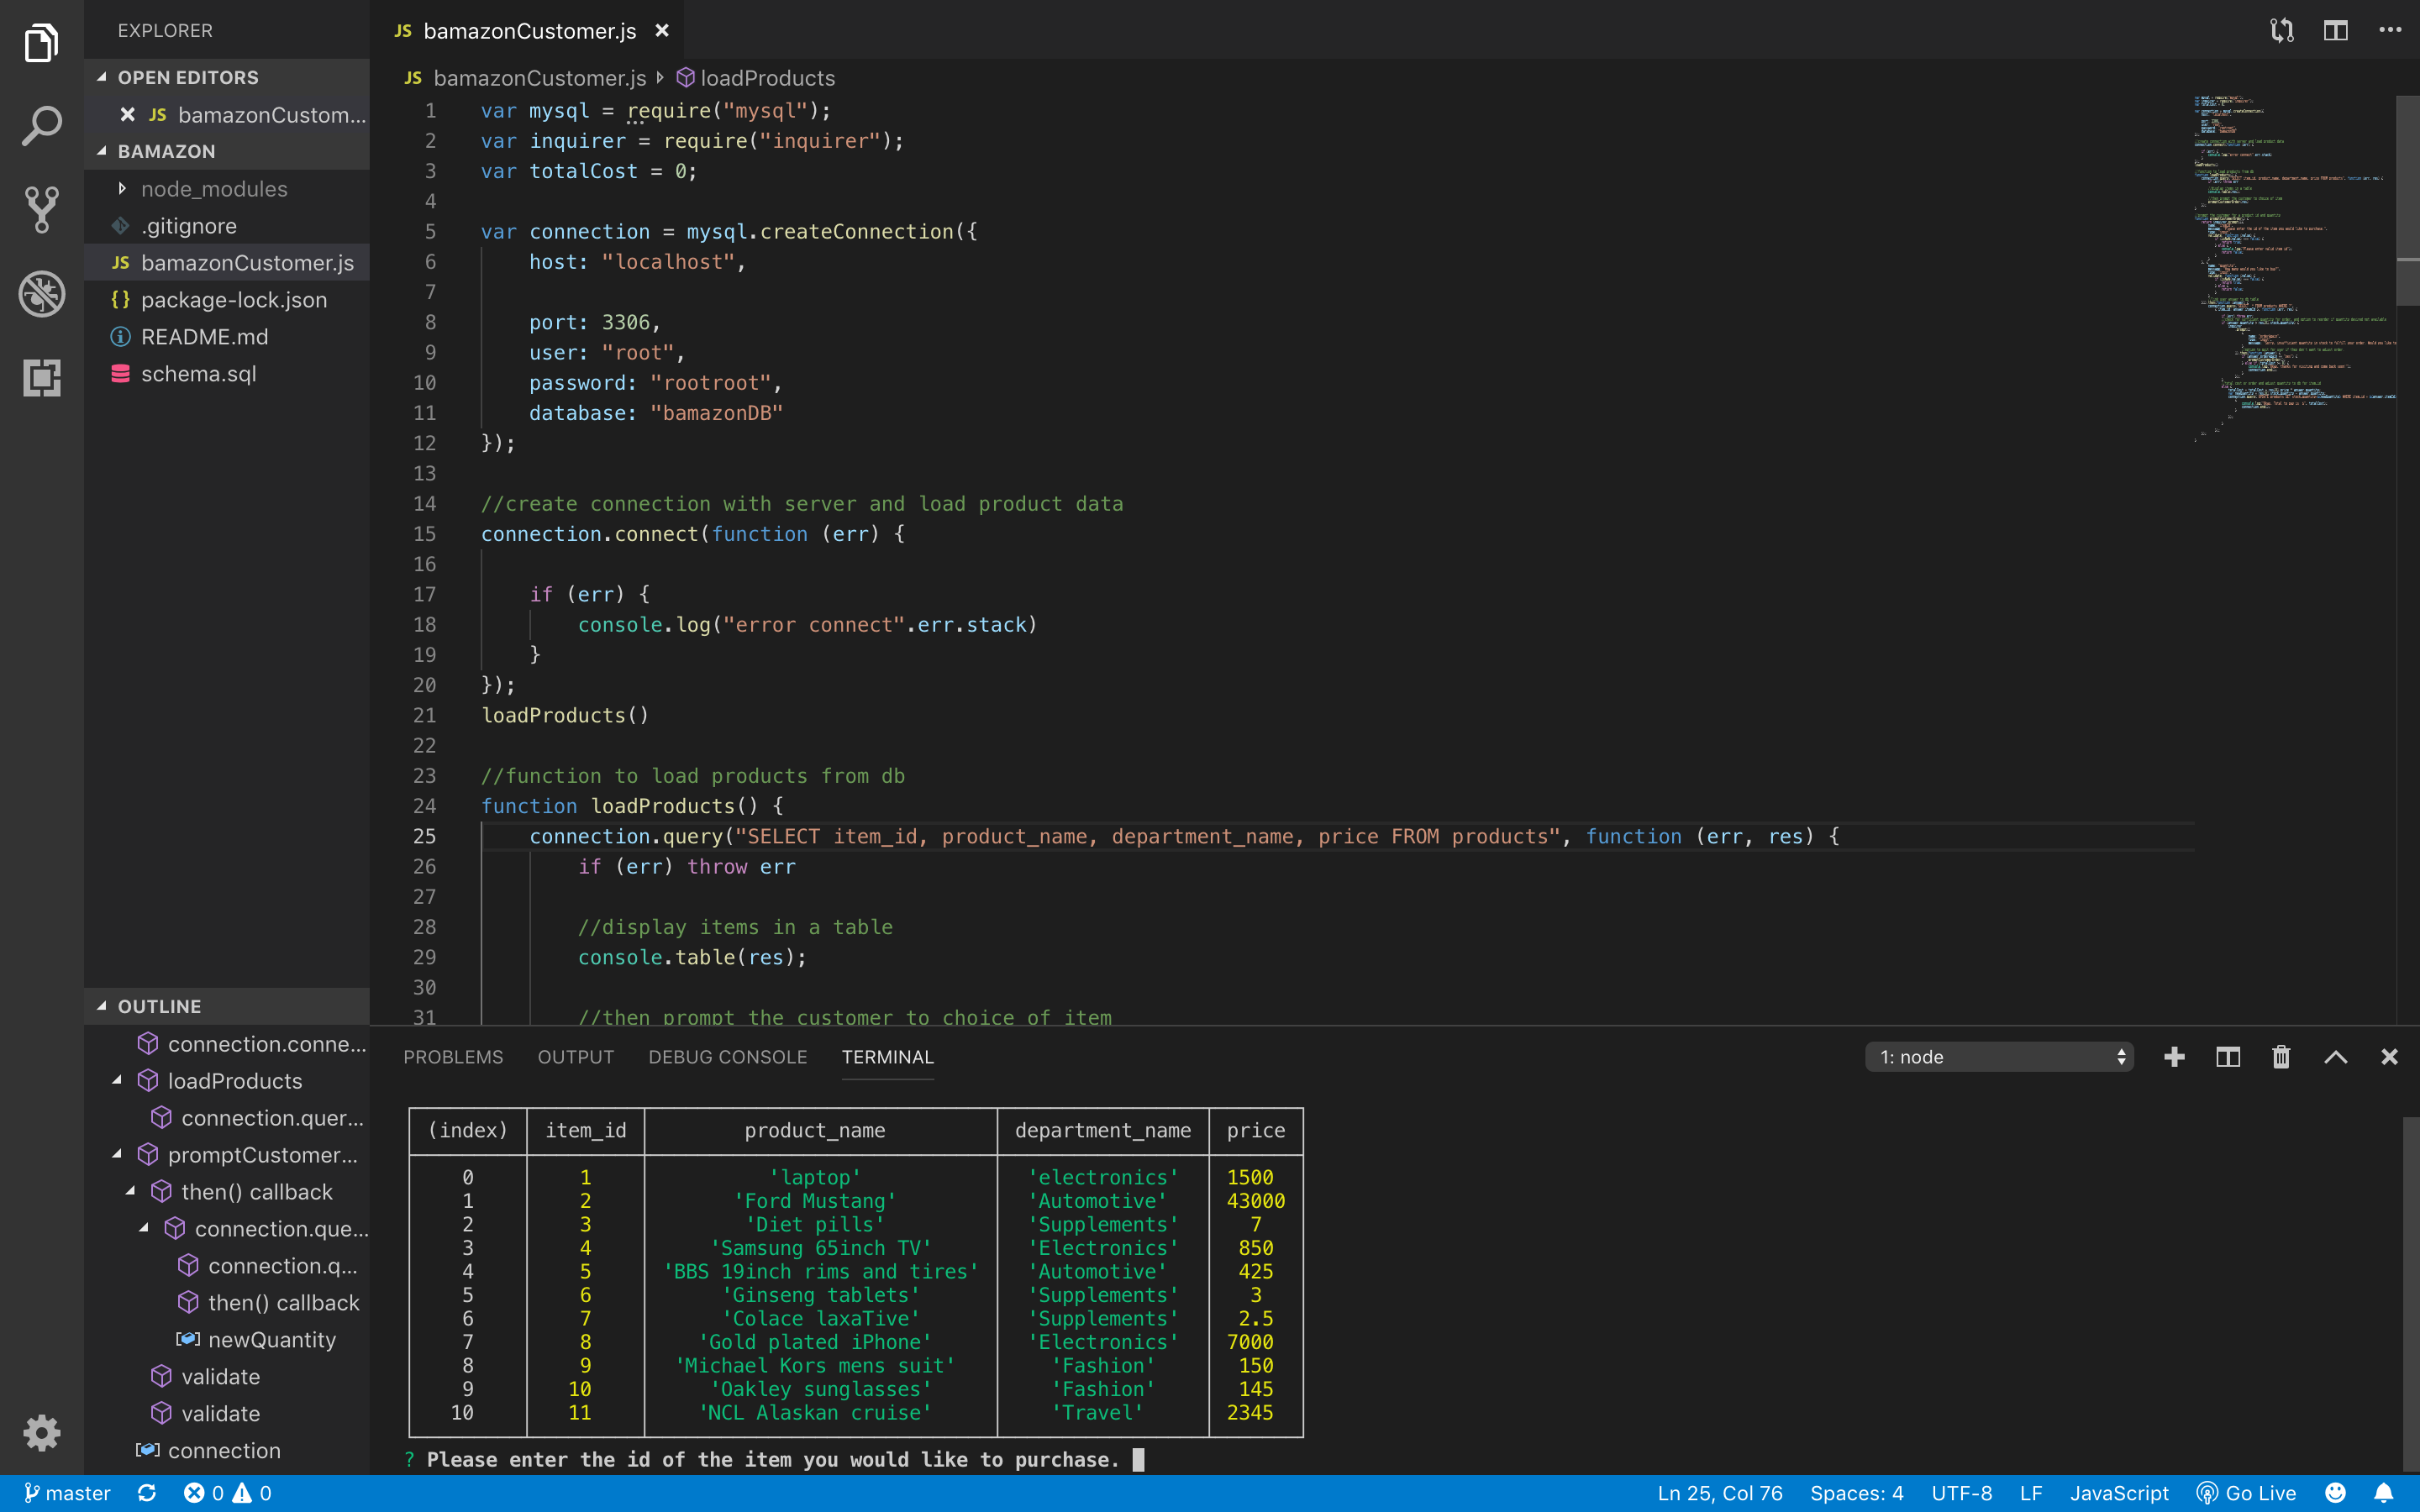 EXPLORER
OPEN EDITORS
JS bamazonCustom...
BAMAZON
node_modules
.gitignore
JS bamazonCustomer.js
{} package-lock.json
README.md
schema.sql
OUTLINE
connection.conne...
loadProducts
connection.quer...
promptCustomer...
then() callback
connection.que...
connection.q...
then() callback
newQuantity
validate
validate
connection
JS bamazonCustomer.js
JS bamazonCustomer.js loadProducts
1 var mysql = require("mysql");
2 var inquirer = require("inquirer");
3 var totalCost = 0;
4
5 var connection = mysql.createConnection({
6 host: "localhost",
7
8 port: 3306,
9 user: "root",
10 password: "rootroot",
11 database: "bamazonDB"
12 });
13
14 //create connection with server and load product data
15 connection.connect(function (err) {
16
17 if (err) {
18 console.log("error connect".err.stack)
19 }
20 });
21 loadProducts()
22
23 //function to load products from db
24 function loadProducts() {
25 connection.query("SELECT item_id, product_name, department_name, price FROM products", function (err, res) {
26 if (err) throw err
27
28 //display items in a table
29 console.table(res);
30
31 //then prompt the customer to choice of item
PROBLEMS OUTPUT DEBUG CONSOLE TERMINAL 1: node
(index) item_id product_name department_name price
0 1 'laptop' 'electronics' 1500
1 2 'Ford Mustang' 'Automotive' 43000
2 3 'Diet pills' 'Supplements' 7
3 4 'Samsung 65inch TV' 'Electronics' 850
4 5 'BBS 19inch rims and tires' 'Automotive' 425
5 6 'Ginseng tablets' 'Supplements' 3
6 7 'Colace laxaTive' 'Supplements' 2.5
7 8 'Gold plated iPhone' 'Electronics' 7000
8 9 'Michael Kors mens suit' 'Fashion' 150
9 10 'Oakley sunglasses' 'Fashion' 145
10 11 'NCL Alaskan cruise' 'Travel' 2345
? Please enter the id of the item you would like to purchase.
master 0 0 Ln 25, Col 76 Spaces: 4 UTF-8 LF JavaScript Go Live